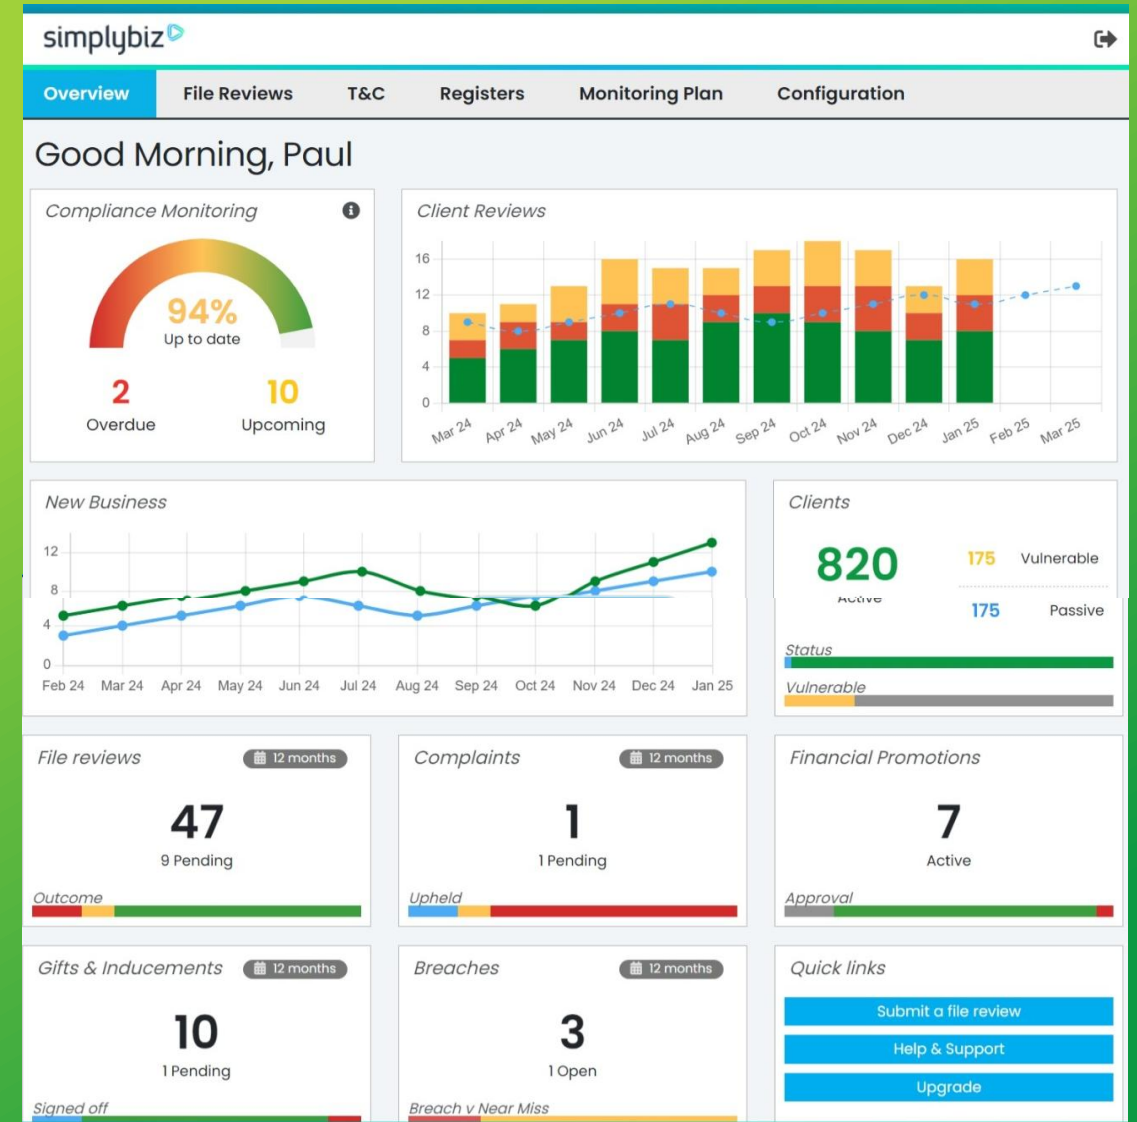 simplybiz
Overview File Reviews T&C Registers Monitoring Plan Configuration
Good Morning, Paul
Compliance Monitoring
94%
Up to date
2
Overdue
10
Upcoming
Client Reviews
16
12
8
4
0
Mar 24 Apr 24 May 24 Jun 24 Jul 24 Aug 24 Sep 24 Oct 24 Nov 24 Dec 24 Jan 25 Feb 25 Mar 25
New Business
12
8
4
0
Feb 24 Mar 24 Apr 24 May 24 Jun 24 Jul 24 Aug 24 Sep 24 Oct 24 Nov 24 Dec 24 Jan 25
Clients
820
Active
175 Vulnerable
175 Passive
Status
Vulnerable
File reviews
12 months
47
9 Pending
Outcome
Complaints
12 months
1
1 Pending
Upheld
Financial Promotions
7
Active
Approval
Gifts & Inducements
12 months
10
1 Pending
Signed off
Breaches
12 months
3
1 Open
Breach v Near Miss
Quick links
Submit a file review
Help & Support
Upgrade